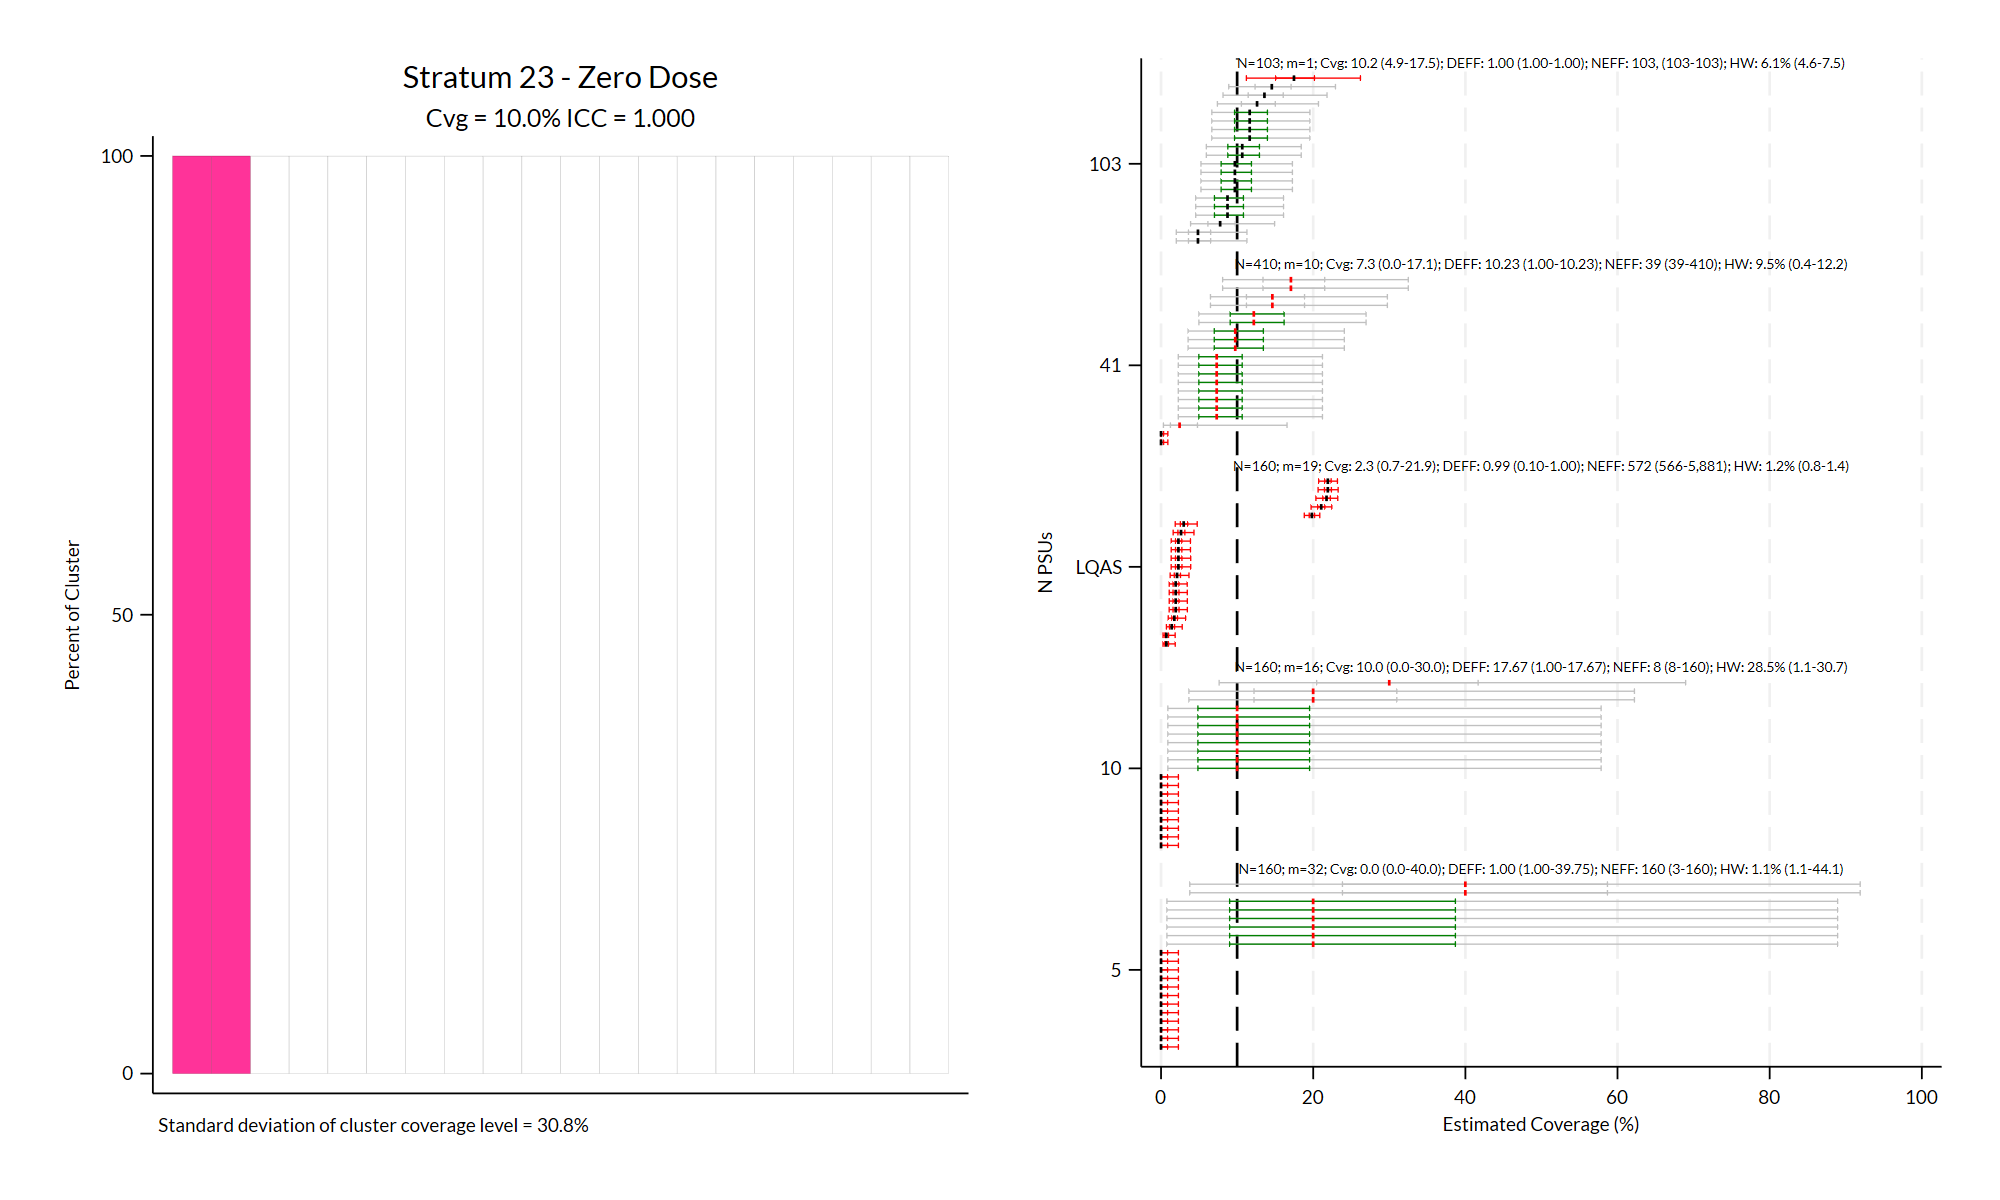 Stratum 23 - Zero Dose
Cvg = 10.0% ICC = 1.000
100
50
0
Percent of Cluster
Standard deviation of cluster coverage level = 30.8%
N=103; m=1; Cvg: 10.2 (4.9-17.5); DEFF: 1.00 (1.00-1.00); NEFF: 103, (103-103); HW: 6.1% (4.6-7.5)
103
N=410; m=10; Cvg: 7.3 (0.0-17.1); DEFF: 10.23 (1.00-10.23); NEFF: 39 (39-410); HW: 9.5% (0.4-12.2)
41
N=160; m=19; Cvg: 2.3 (0.7-21.9); DEFF: 0.99 (0.10-1.00); NEFF: 572 (566-5,881); HW: 1.2% (0.8-1.4)
LQAS
N=160; m=16; Cvg: 10.0 (0.0-30.0); DEFF: 17.67 (1.00-17.67); NEFF: 8 (8-160); HW: 28.5% (1.1-30.7)
10
N=160; m=32; Cvg: 0.0 (0.0-40.0); DEFF: 1.00 (1.00-39.75); NEFF: 160 (3-160); HW: 1.1% (1.1-44.1)
5
N PSUs
0 20 40 60 80 100
Estimated Coverage (%)